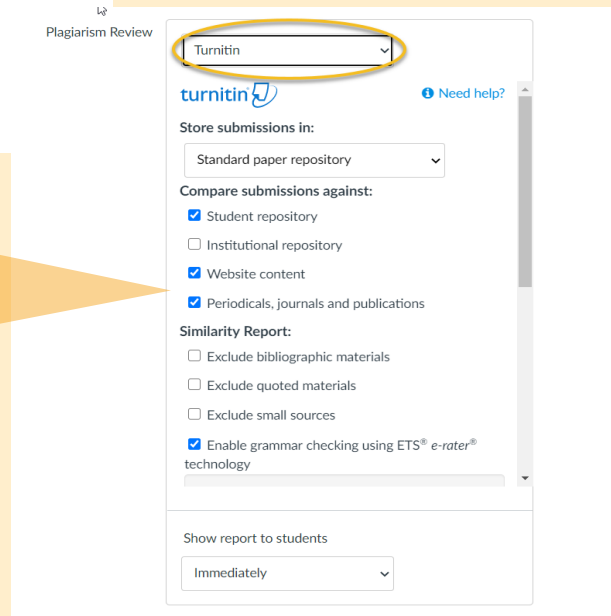 Plagiarism Review
Turnitin
turnitin
Need help?
Store submissions in:
Standard paper repository
Compare submissions against:
Student repository
Institutional repository
Website content
Periodicals, journals and publications
Similarity Report:
Exclude bibliographic materials
Exclude quoted materials
Exclude small sources
Enable grammar checking using ETS® e-rater®
technology
Show report to students
Immediately